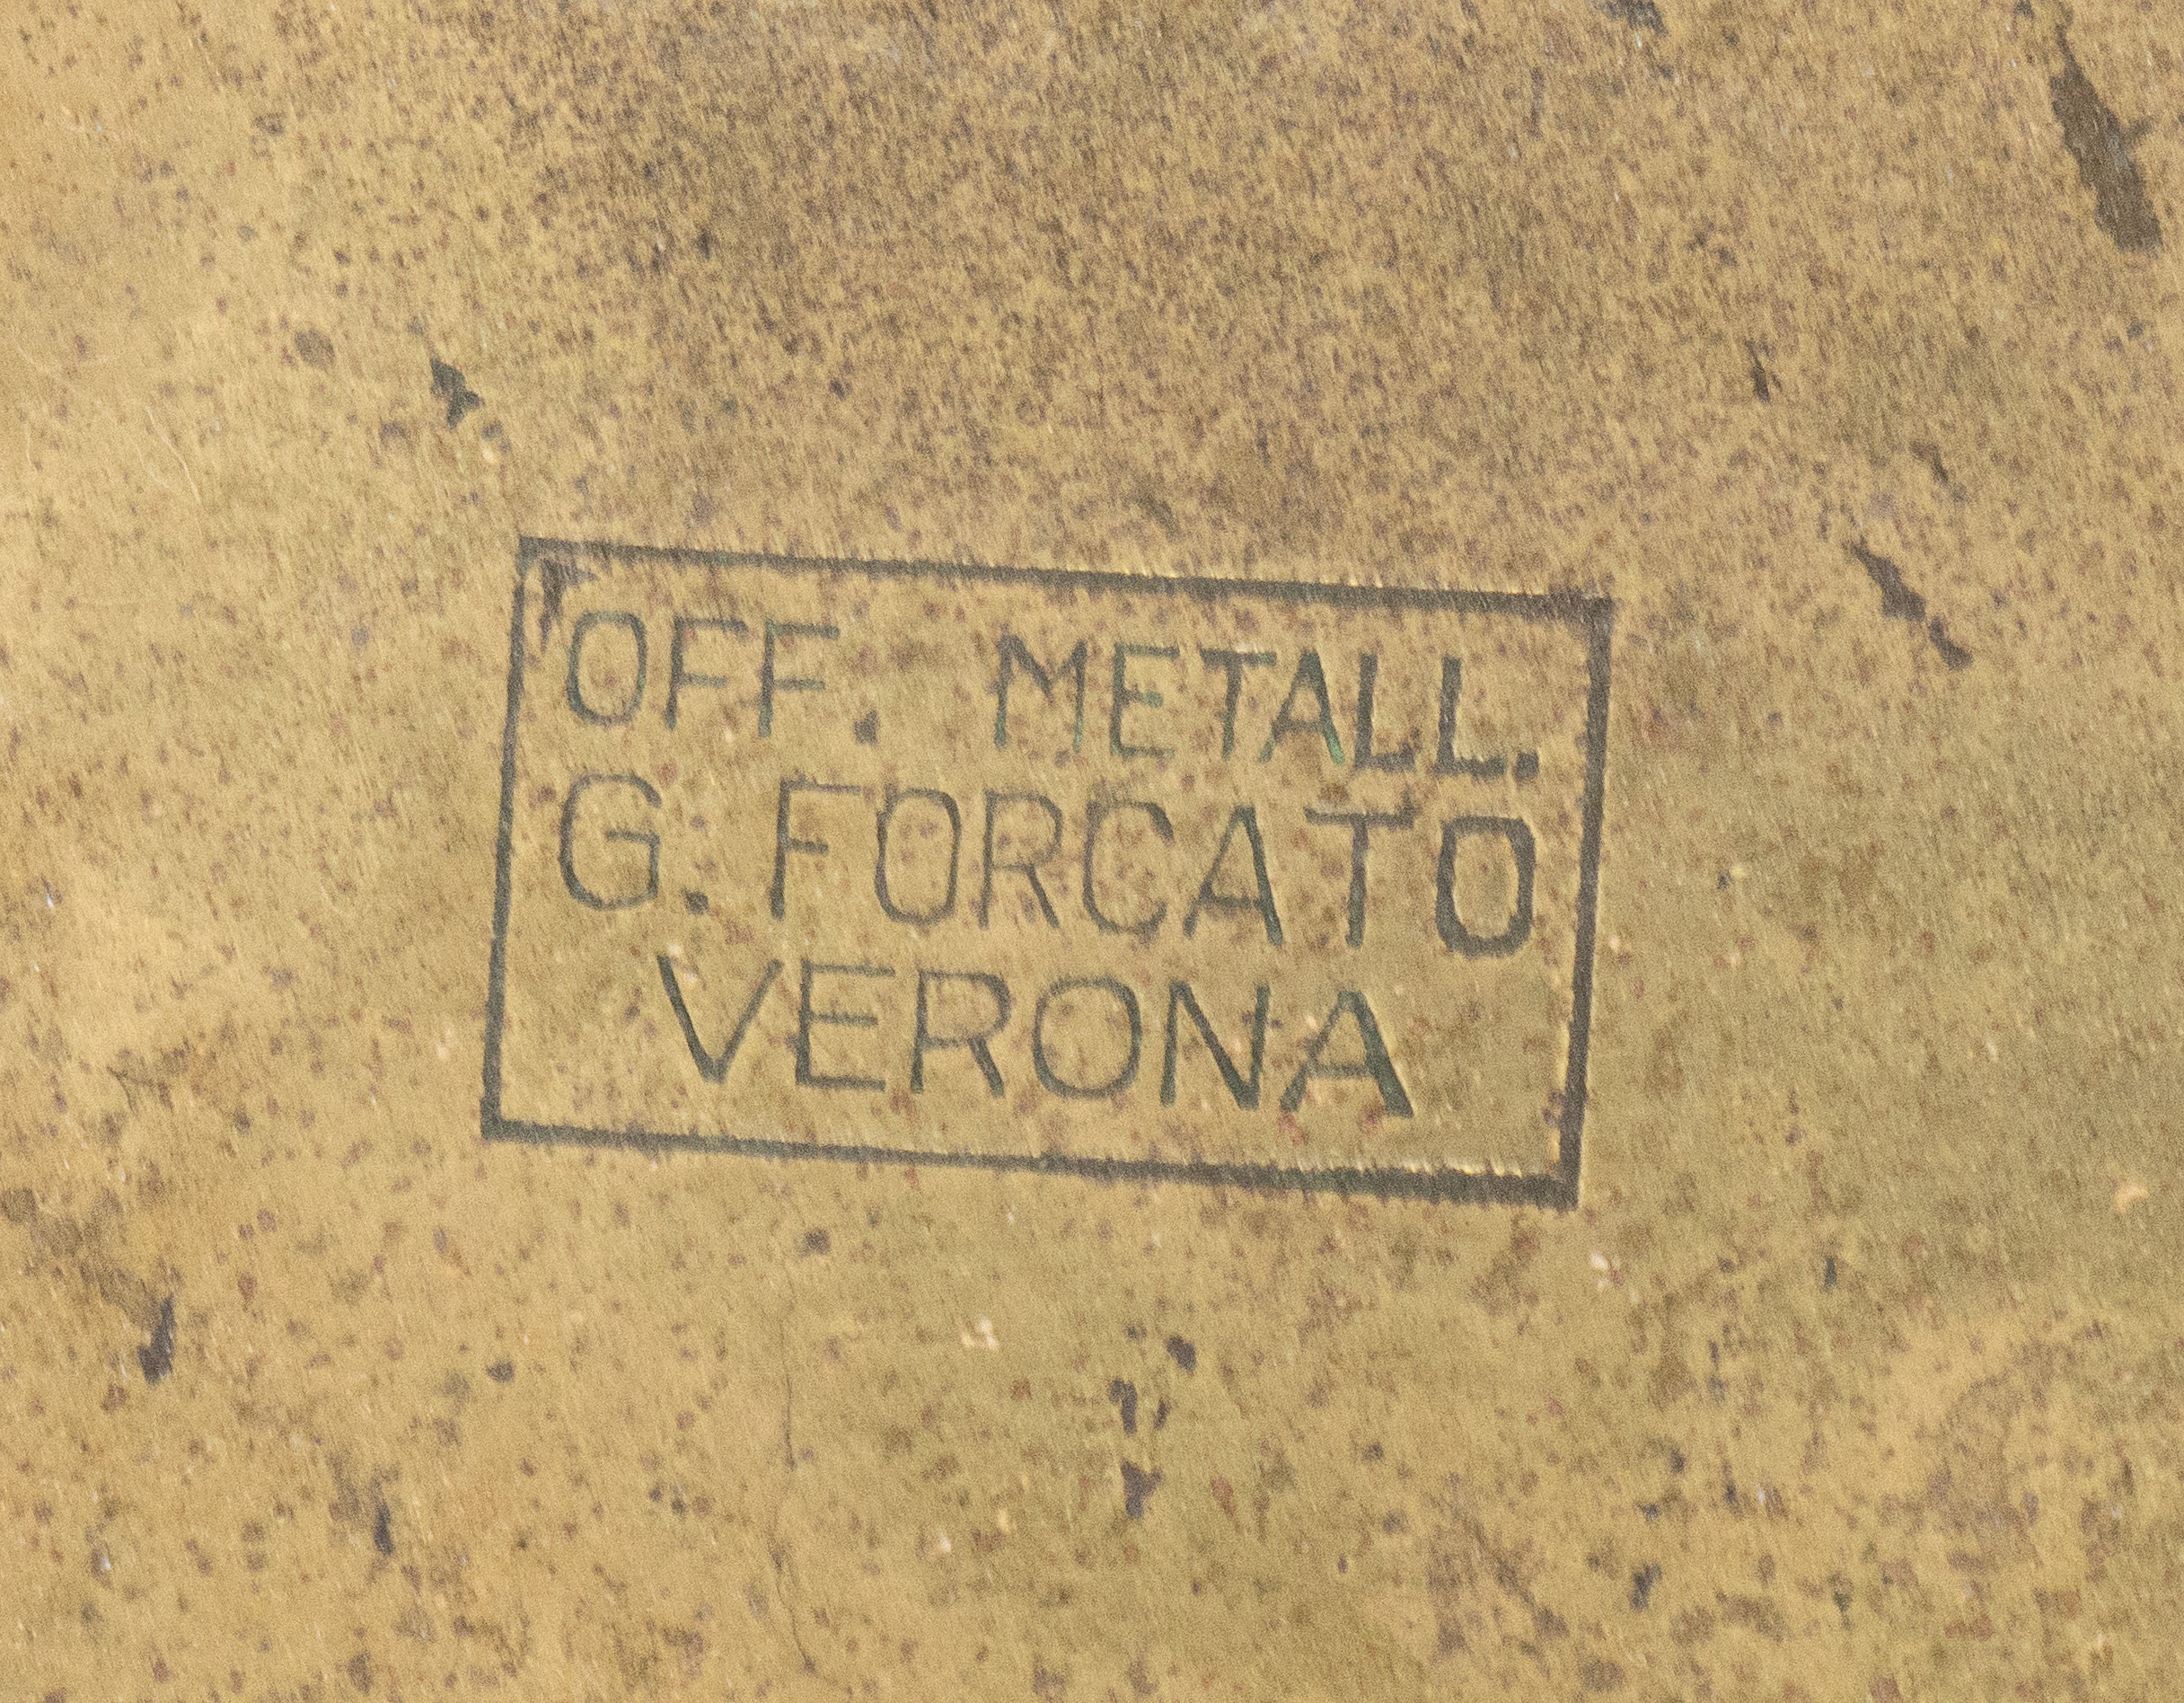 OFF. METALL.
G. FORCATO
VERONA